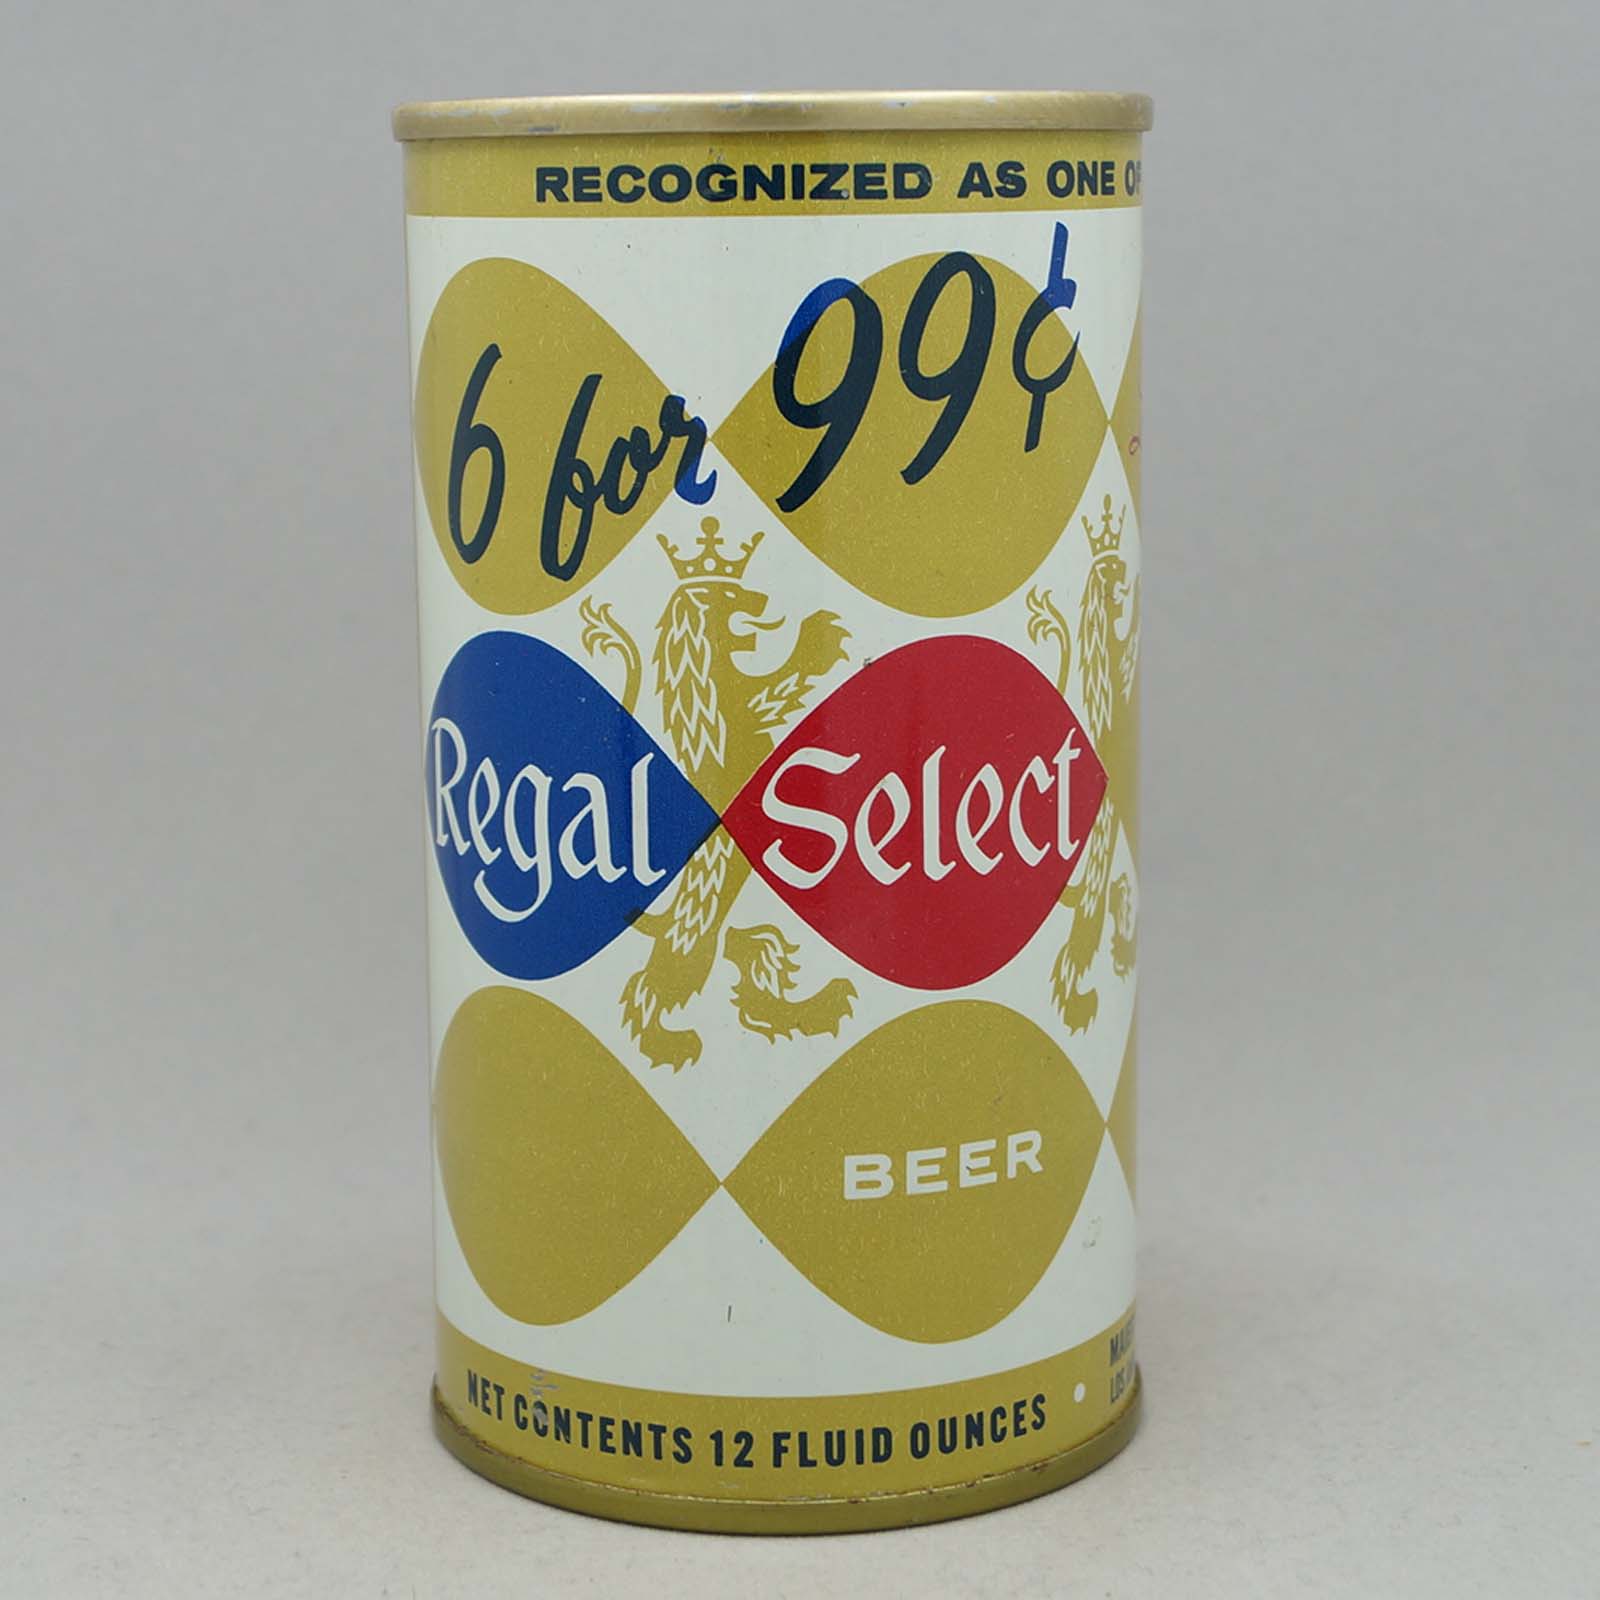 RECOGNIZED AS ONE OF
6 for 99¢
Regal Select
BEER
NET CONTENTS 12 FLUID OUNCES •